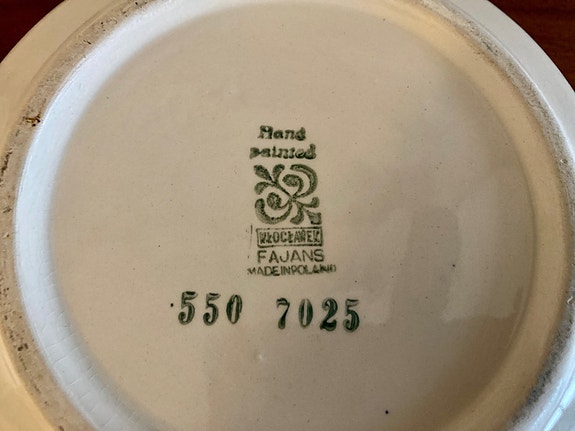 Hand
painted
WŁOCŁAWEK
FAJANS
MADE IN POLAND
550 7025